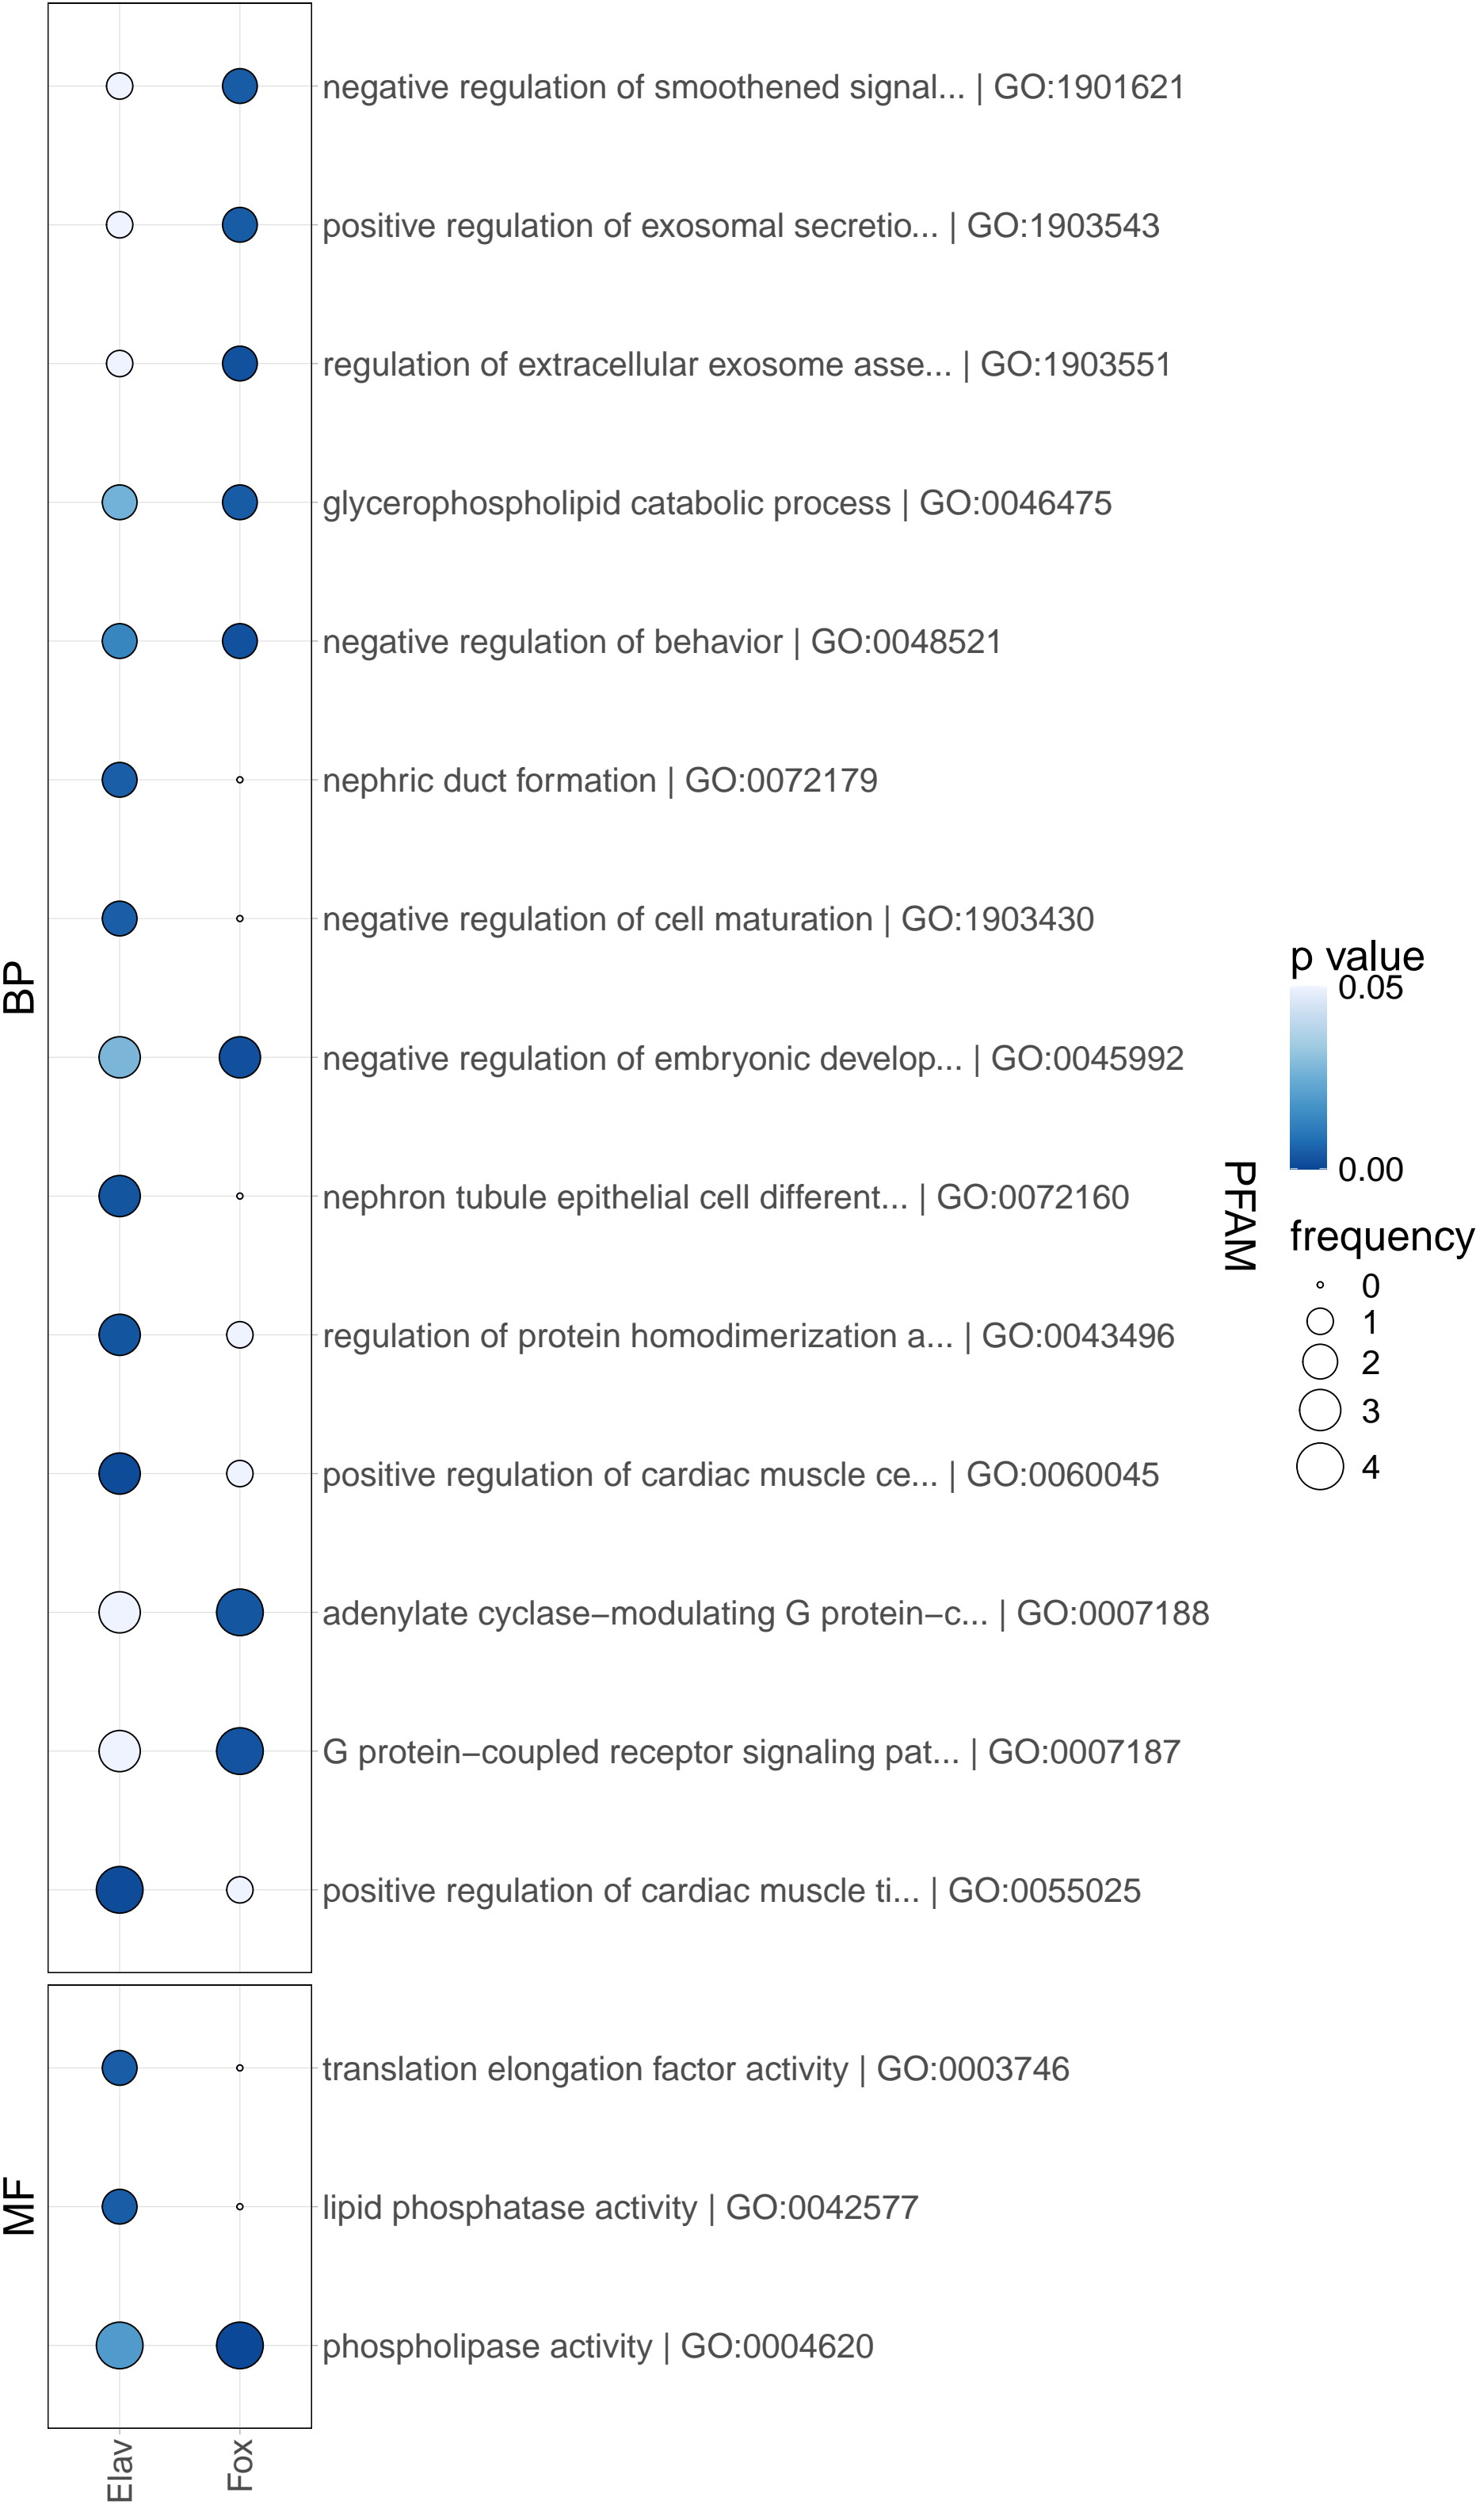 BP
negative regulation of smoothened signal... | GO:1901621
positive regulation of exosomal secretio... | GO:1903543
regulation of extracellular exosome asse... | GO:1903551
glycerophospholipid catabolic process | GO:0046475
negative regulation of behavior | GO:0048521
nephric duct formation | GO:0072179
negative regulation of cell maturation | GO:1903430
negative regulation of embryonic develop... | GO:0045992
nephron tubule epithelial cell different... | GO:0072160
regulation of protein homodimerization a... | GO:0043496
positive regulation of cardiac muscle ce... | GO:0060045
adenylate cyclase−modulating G protein−c... | GO:0007188
G protein−coupled receptor signaling pat... | GO:0007187
positive regulation of cardiac muscle ti... | GO:0055025
MF
translation elongation factor activity | GO:0003746
lipid phosphatase activity | GO:0042577
phospholipase activity | GO:0004620
Elav
Fox
PFAM
p value
0.05
0.00
frequency
0
1
2
3
4